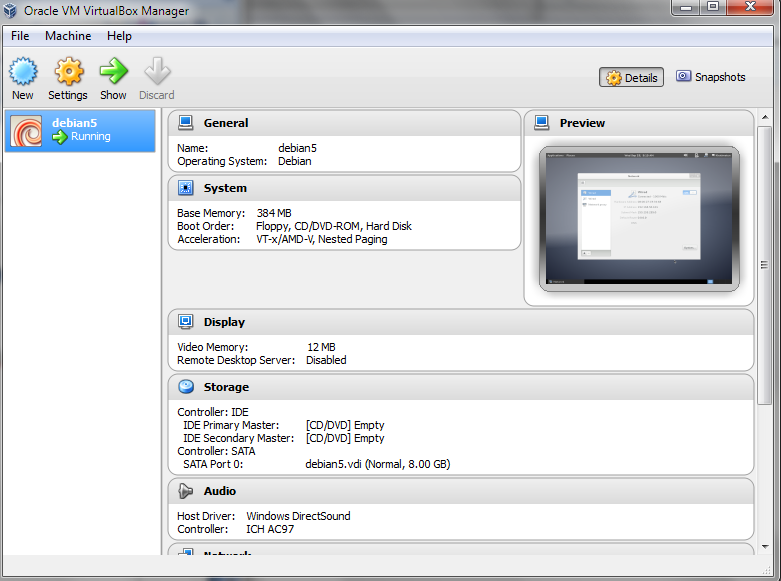 Oracle VM VirtualBox Manager
File Machine Help
New Settings Show Discard
Details Snapshots
debian5
Running
General
Name: debian5
Operating System: Debian
System
Base Memory: 384 MB
Boot Order: Floppy, CD/DVD-ROM, Hard Disk
Acceleration: VT-x/AMD-V, Nested Paging
Preview
Display
Video Memory: 12 MB
Remote Desktop Server: Disabled
Storage
Controller: IDE
IDE Primary Master: [CD/DVD] Empty
IDE Secondary Master: [CD/DVD] Empty
Controller: SATA
SATA Port 0: debian5.vdi (Normal, 8.00 GB)
Audio
Host Driver: Windows DirectSound
Controller: ICH AC97
Network